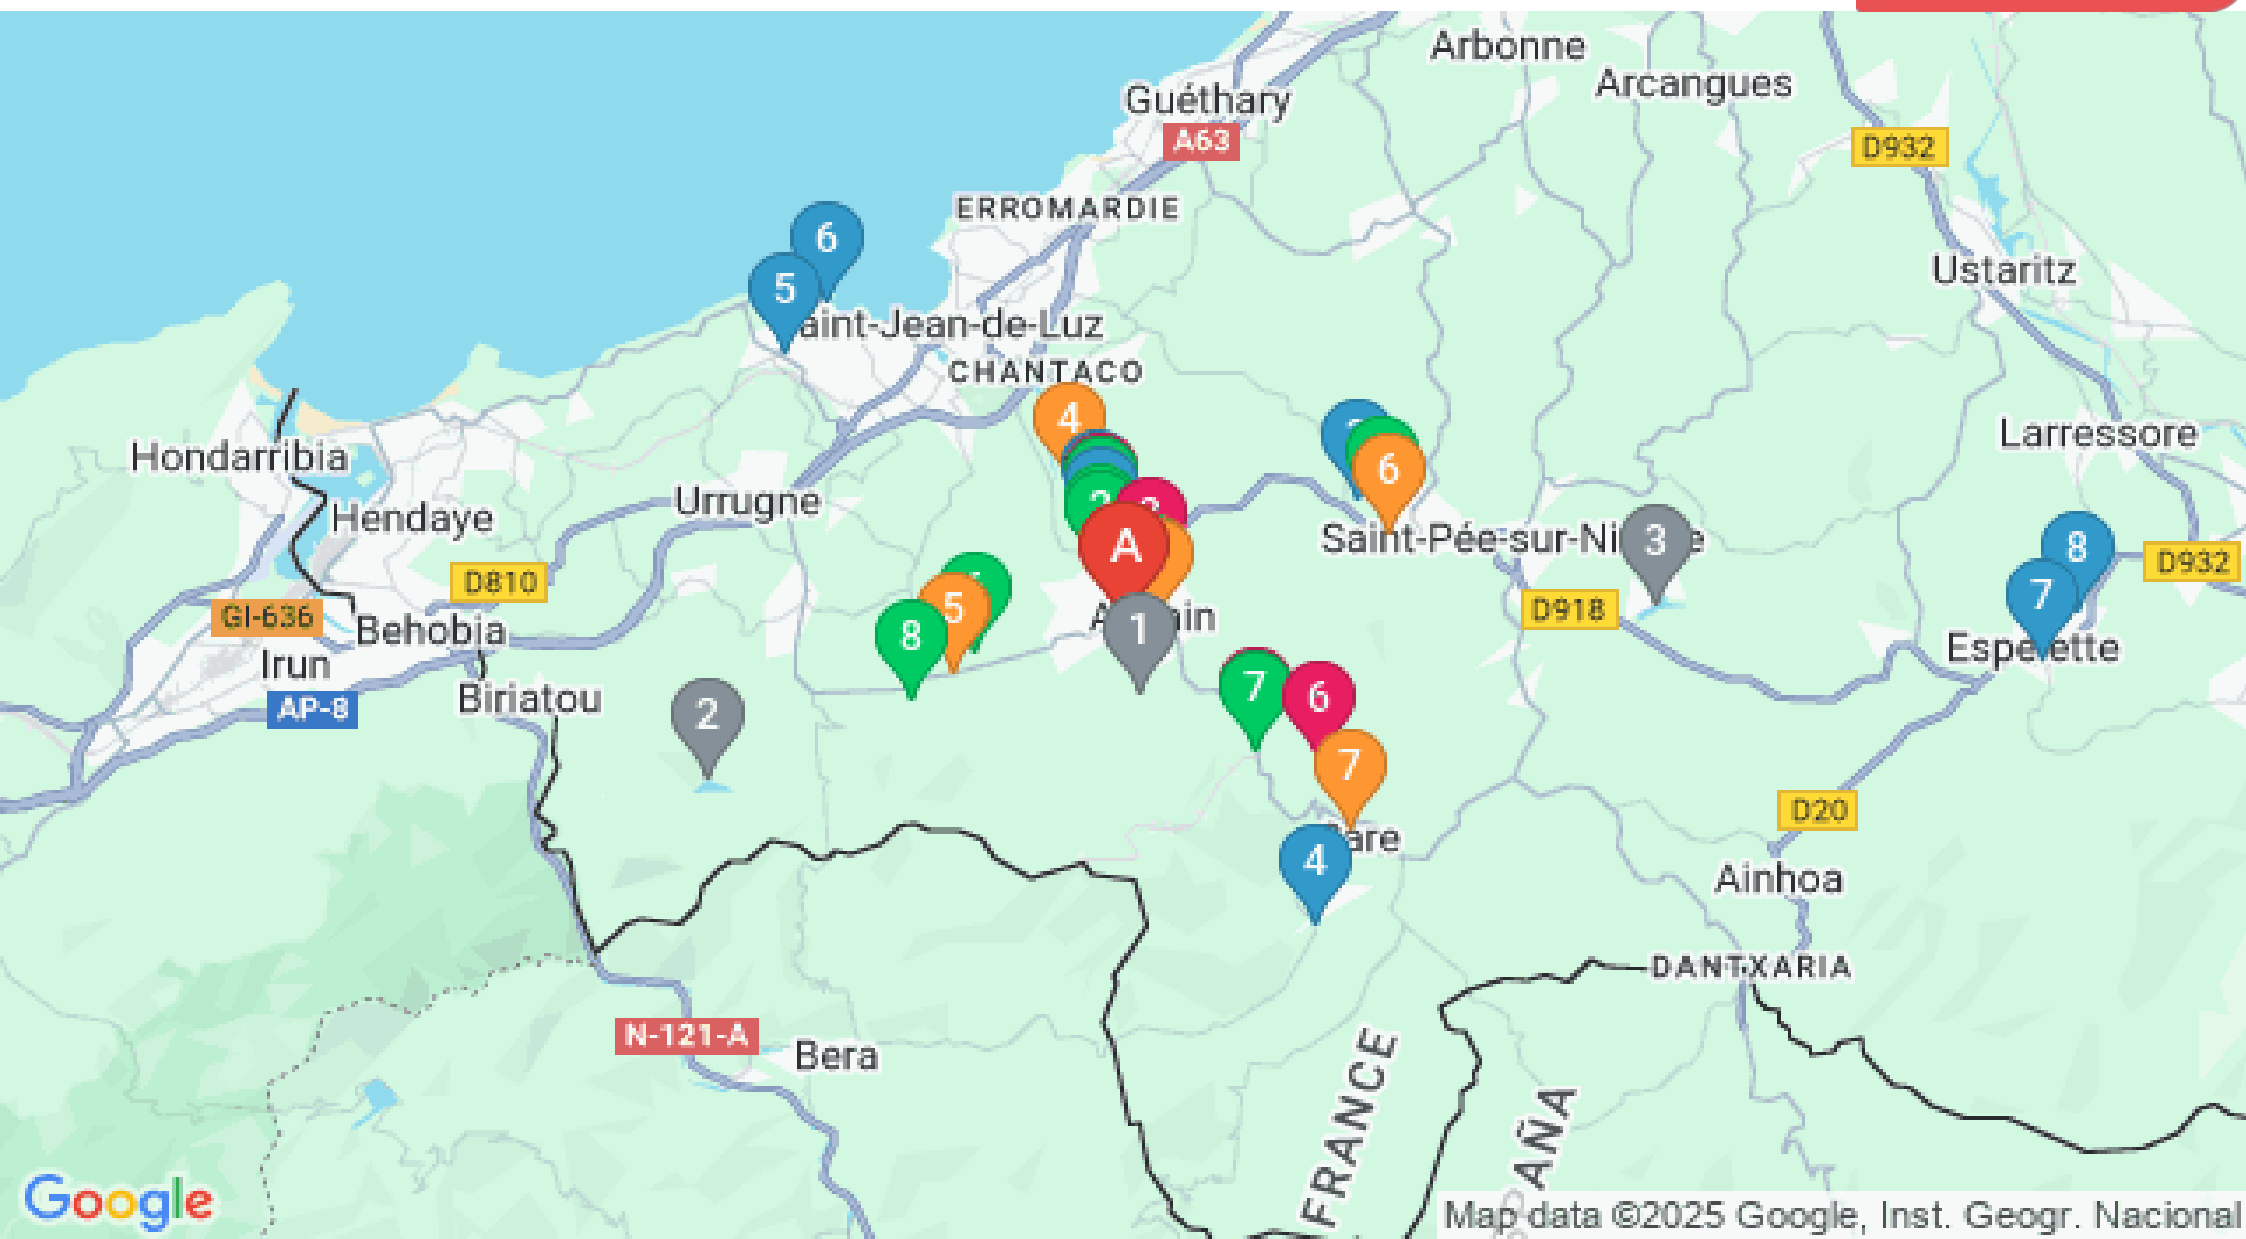 Arbonne
Arcangues
Guéthary
A63
D932
ERROMARDIE
6
Ustaritz
5
aint-Jean-de-Luz
CHANTACO
4
Larressore
Hondarribia
6
Urrugne
Hendaye
A
Saint-Pée-sur-Ni
e
3
8
D932
D810
7
D918
5
GI-636
Behobia
8
1
in
Irun
Espelette
AP-8
Biriatou
2
7
6
7
D20
are
4
Ainhoa
DANTXARIA
N-121-A
Bera
FRANCE
PAÑA
Google
Map data ©2025 Google, Inst. Geogr. Nacional